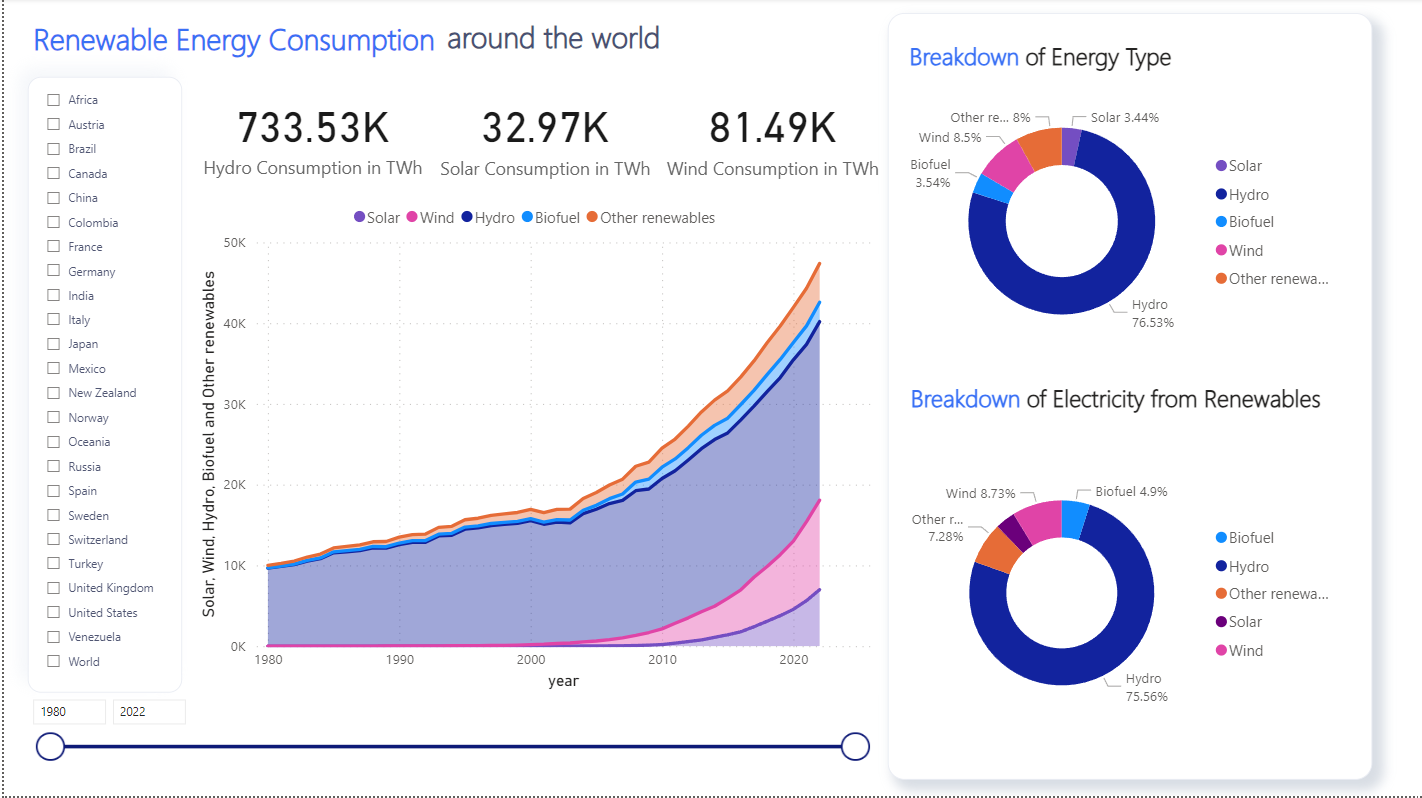 Renewable Energy Consumption around the world
Africa
Austria
Brazil
Canada
China
Colombia
France
Germany
India
Italy
Japan
Mexico
New Zealand
Norway
Oceania
Russia
Spain
Sweden
Switzerland
Turkey
United Kingdom
United States
Venezuela
World
1980 2022
733.53K
Hydro Consumption in TWh
32.97K
Solar Consumption in TWh
81.49K
Wind Consumption in TWh
Solar Wind Hydro Biofuel Other renewables
Solar, Wind, Hydro, Biofuel and Other renewables
50K
40K
30K
20K
10K
0K
1980 1990 2000 2010 2020
year
Breakdown of Energy Type
Other re... 8%
Solar 3.44%
Wind 8.5%
Biofuel
3.54%
Hydro
76.53%
Solar
Hydro
Biofuel
Wind
Other renewa...
Breakdown of Electricity from Renewables
Wind 8.73%
Biofuel 4.9%
Other r...
7.28%
Hydro
75.56%
Biofuel
Hydro
Other renewa...
Solar
Wind